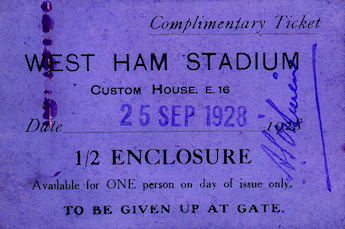 Complimentary Ticket
WEST HAM STADIUM
CUSTOM HOUSE, E. 16
Date 25 SEP 1928 1928
1/2 ENCLOSURE
Available for ONE person on day of issue only.
TO BE GIVEN UP AT GATE.